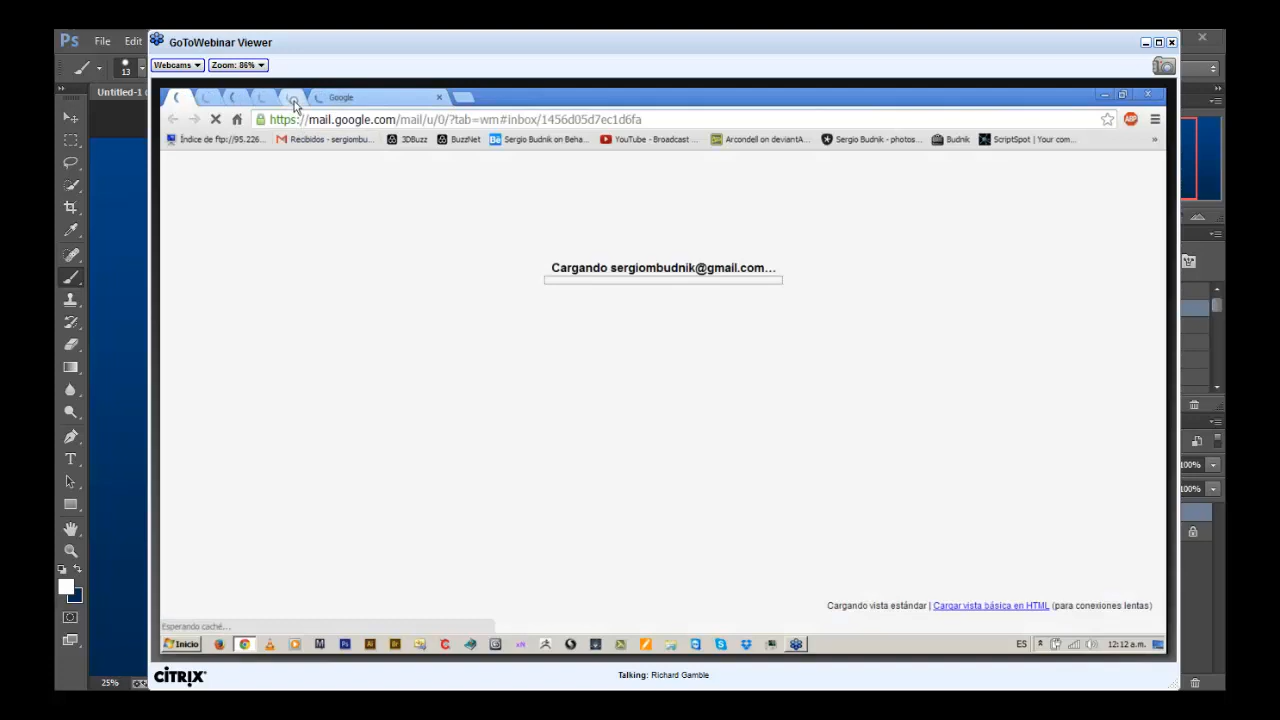 Ps File Edit
GoToWebinar Viewer
Webcams Zoom: 86%
13
Untitled-1
Google
https://mail.google.com/mail/u/0/?tab=wm#inbox/1456d05d7ec1d6fa
ABP
Índice de ftp://95.226... Recibidos - sergiombu... 3DBuzz BuzzNet Bē Sergio Budnik on Beha... YouTube - Broadcast ... Arcondell on deviantA... Sergio Budnik - photos... Budnik ScriptSpot | Your com... »
Cargando sergiombudnik@gmail.com...
100%
100%
Cargando vista estándar | Cargar vista básica en HTML (para conexiones lentas)
Esperando caché...
Inicio ES 12:12 a.m.
25%
CITRIX®
Talking: Richard Gamble